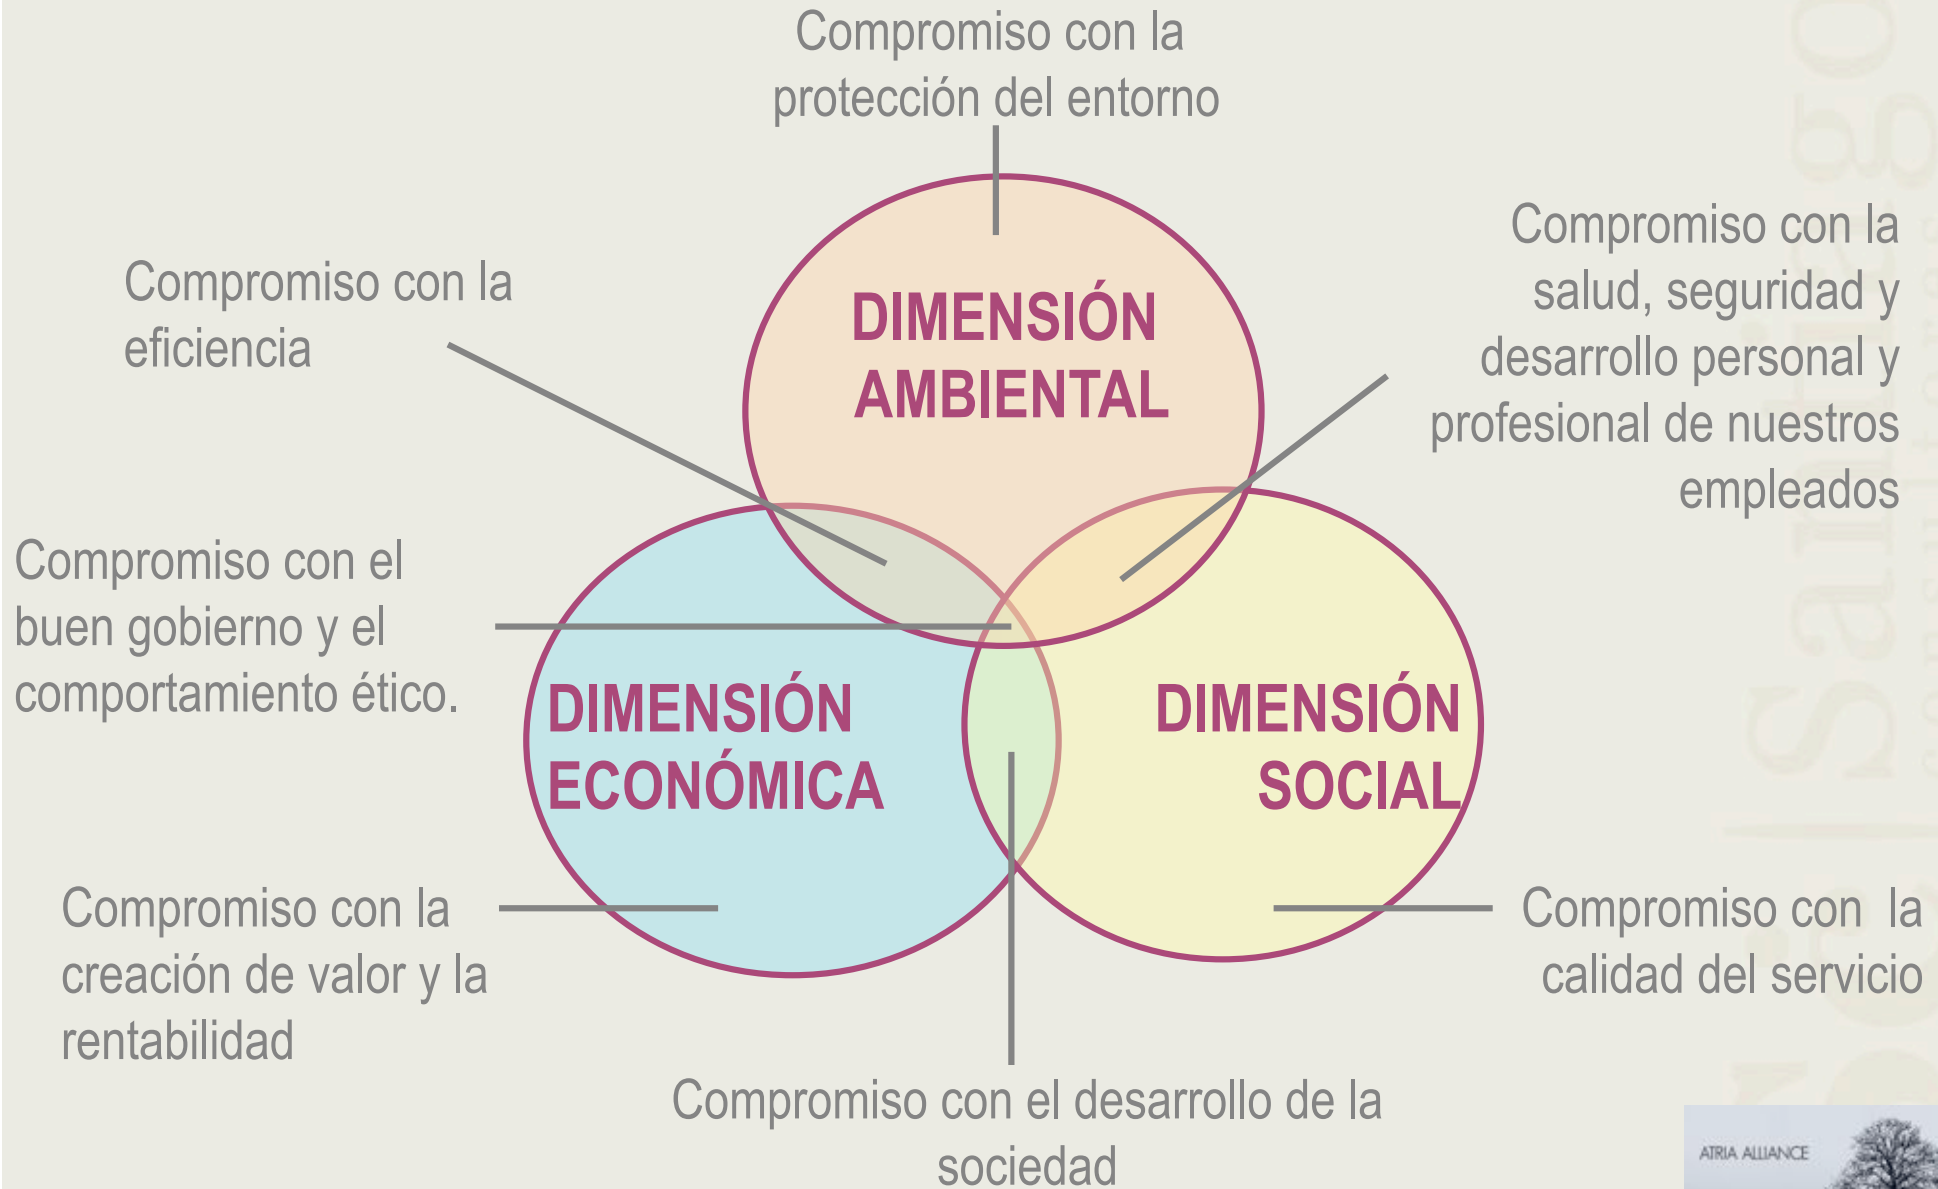 Compromiso con la
protección del entorno
Compromiso con la
eficiencia
Compromiso con la
salud, seguridad y
desarrollo personal y
profesional de nuestros
empleados
DIMENSIÓN
AMBIENTAL
Compromiso con el
buen gobierno y el
comportamiento ético.
DIMENSIÓN
ECONÓMICA
DIMENSIÓN
SOCIAL
Compromiso con la
creación de valor y la
rentabilidad
Compromiso con la
calidad del servicio
Compromiso con el desarrollo de la
sociedad
ATRIA ALLIANCE